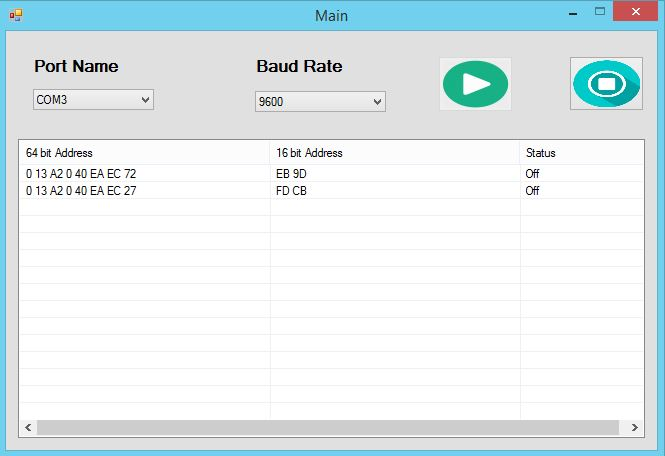 Main
Port Name Baud Rate
COM3 9600
64 bit Address 16 bit Address Status
0 13 A2 0 40 EA EC 72 EB 9D Off
0 13 A2 0 40 EA EC 27 FD CB Off